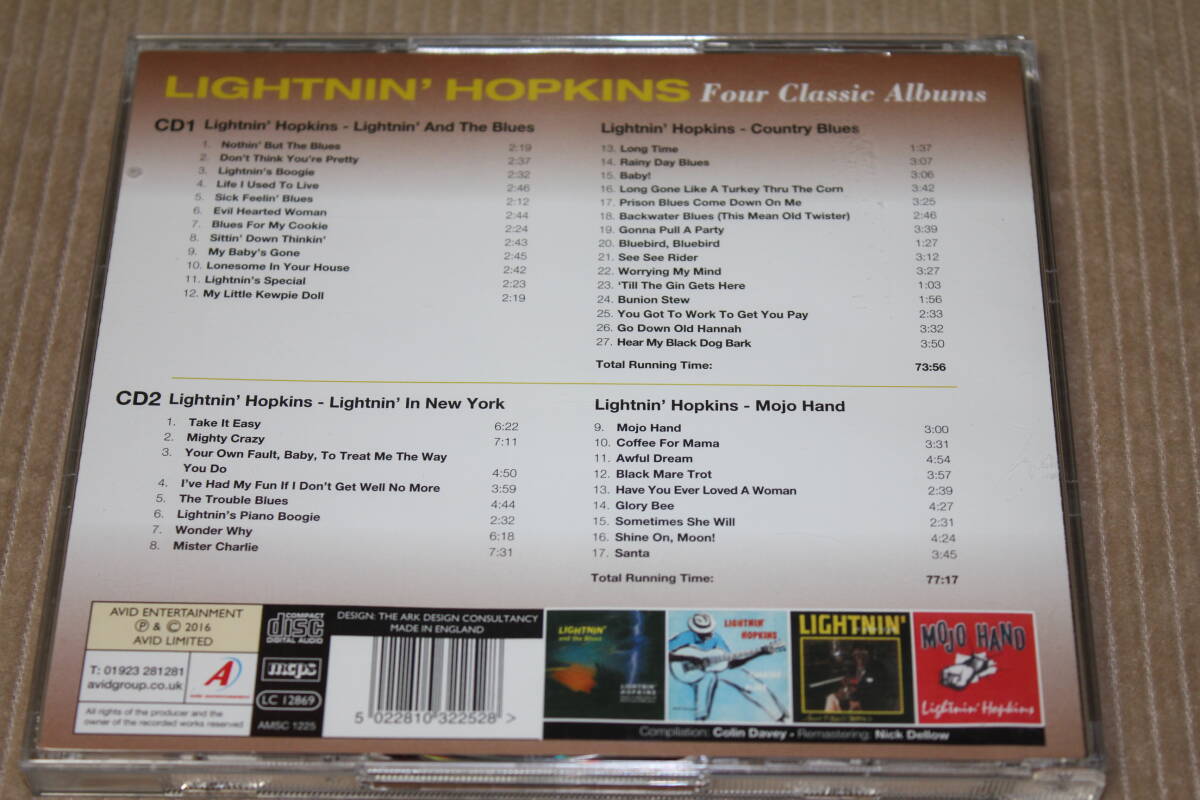 LIGHTNIN' HOPKINS Four Classic Albums
CD1 Lightnin' Hopkins - Lightnin' And The Blues
1. Nothin' But The Blues 2:19
2. Don't Think You're Pretty 2:37
3. Lightnin's Boogie 2:32
4. Life I Used To Live 2:46
5. Sick Feelin' Blues 2:12
6. Evil Hearted Woman 2:44
7. Blues For My Cookie 2:24
8. Sittin' Down Thinkin' 2:43
9. My Baby's Gone 2:45
10. Lonesome In Your House 2:42
11. Lightnin's Special 2:23
12. My Little Kewpie Doll 2:19
Lightnin' Hopkins - Country Blues
13. Long Time 1:37
14. Rainy Day Blues 3:07
15. Baby! 3:06
16. Long Gone Like A Turkey Thru The Corn 3:42
17. Prison Blues Come Down On Me 3:25
18. Backwater Blues (This Mean Old Twister) 2:46
19. Gonna Pull A Party 3:39
20. Bluebird, Bluebird 1:27
21. See See Rider 3:12
22. Worrying My Mind 3:27
23. 'Till The Gin Gets Here 1:03
24. Bunion Stew 1:56
25. You Got To Work To Get You Pay 2:33
26. Go Down Old Hannah 3:32
27. Hear My Black Dog Bark 3:50
Total Running Time: 73:56
CD2 Lightnin' Hopkins - Lightnin' In New York
1. Take It Easy 6:22
2. Mighty Crazy 7:11
3. Your Own Fault, Baby, To Treat Me The Way
You Do 4:50
4. I've Had My Fun If I Don't Get Well No More 3:59
5. The Trouble Blues 4:44
6. Lightnin's Piano Boogie 2:32
7. Wonder Why 6:18
8. Mister Charlie 7:31
Lightnin' Hopkins - Mojo Hand
9. Mojo Hand 3:00
10. Coffee For Mama 3:31
11. Awful Dream 4:54
12. Black Mare Trot 3:57
13. Have You Ever Loved A Woman 2:39
14. Glory Bee 4:27
15. Sometimes She Will 2:31
16. Shine On, Moon! 4:24
17. Santa 3:45
Total Running Time: 77:17
AVID ENTERTAINMENT
℗ & © 2016
AVID LIMITED
T: 01923 281281
avidgroup.co.uk
A
avid entertainment
All rights of the producer and the
owner of the recorded works reserved
COMPACT
disc
DIGITAL AUDIO
mcps
LC 12869
AMSC 1225
DESIGN: THE ARK DESIGN CONSULTANCY
MADE IN ENGLAND
5 022810 322528 >
LIGHTNIN'
and the Blues
LIGHTNIN'
HOPKINS
LIGHTNIN'
HOPKINS
LIGHTNIN'
MOJO HAND
Lightnin' Hopkins
Compilation: Colin Davey • Remastering: Nick Dellow